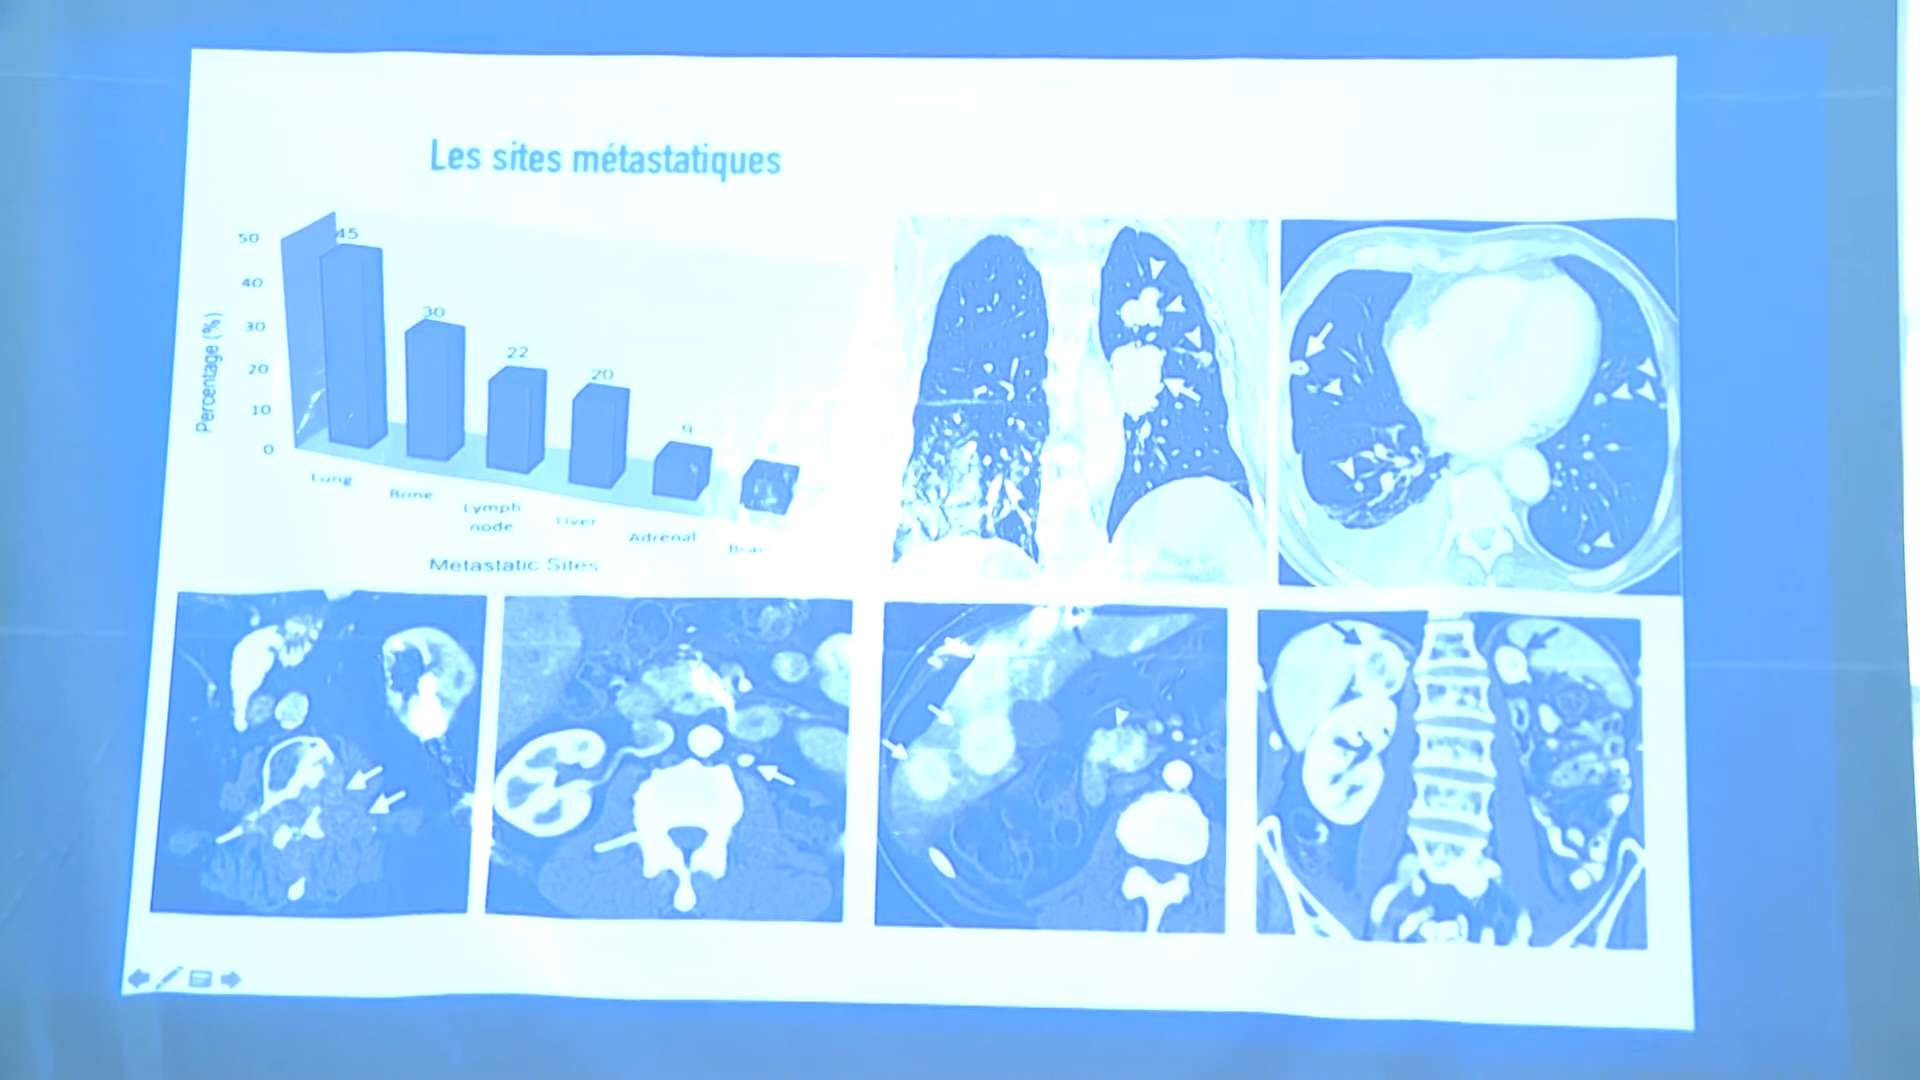 Les sites métastatiques
Percentage (%)
50
40
30
20
10
0
45
30
22
20
9
Lung
Bone
Lymph
node
Liver
Adrenal
Metastatic Sites